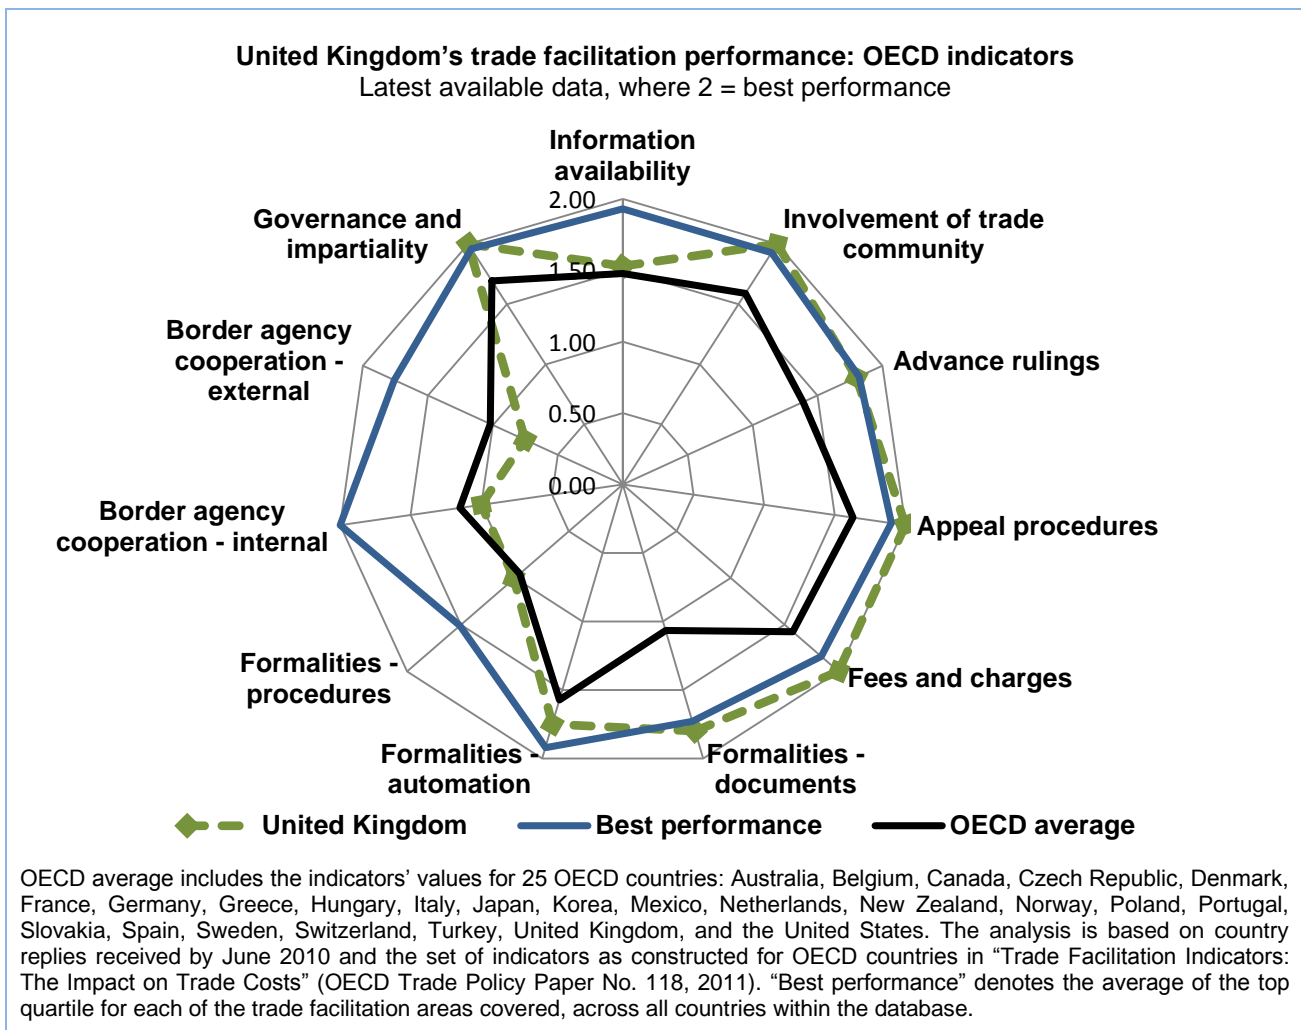 United Kingdom’s trade facilitation performance: OECD indicators
Latest available data, where 2 = best performance
Information
availability
2.00
Governance and
impartiality
Involvement of trade
community
1.50
Border agency
cooperation -
external
1.00
Advance rulings
0.50
0.00
Border agency
cooperation - internal
Appeal procedures
Formalities -
procedures
Fees and charges
Formalities -
automation
Formalities -
documents
United Kingdom
Best performance
OECD average
OECD average includes the indicators’ values for 25 OECD countries: Australia, Belgium, Canada, Czech Republic, Denmark,
France, Germany, Greece, Hungary, Italy, Japan, Korea, Mexico, Netherlands, New Zealand, Norway, Poland, Portugal,
Slovakia, Spain, Sweden, Switzerland, Turkey, United Kingdom, and the United States. The analysis is based on country
replies received by June 2010 and the set of indicators as constructed for OECD countries in “Trade Facilitation Indicators:
The Impact on Trade Costs” (OECD Trade Policy Paper No. 118, 2011). “Best performance” denotes the average of the top
quartile for each of the trade facilitation areas covered, across all countries within the database.